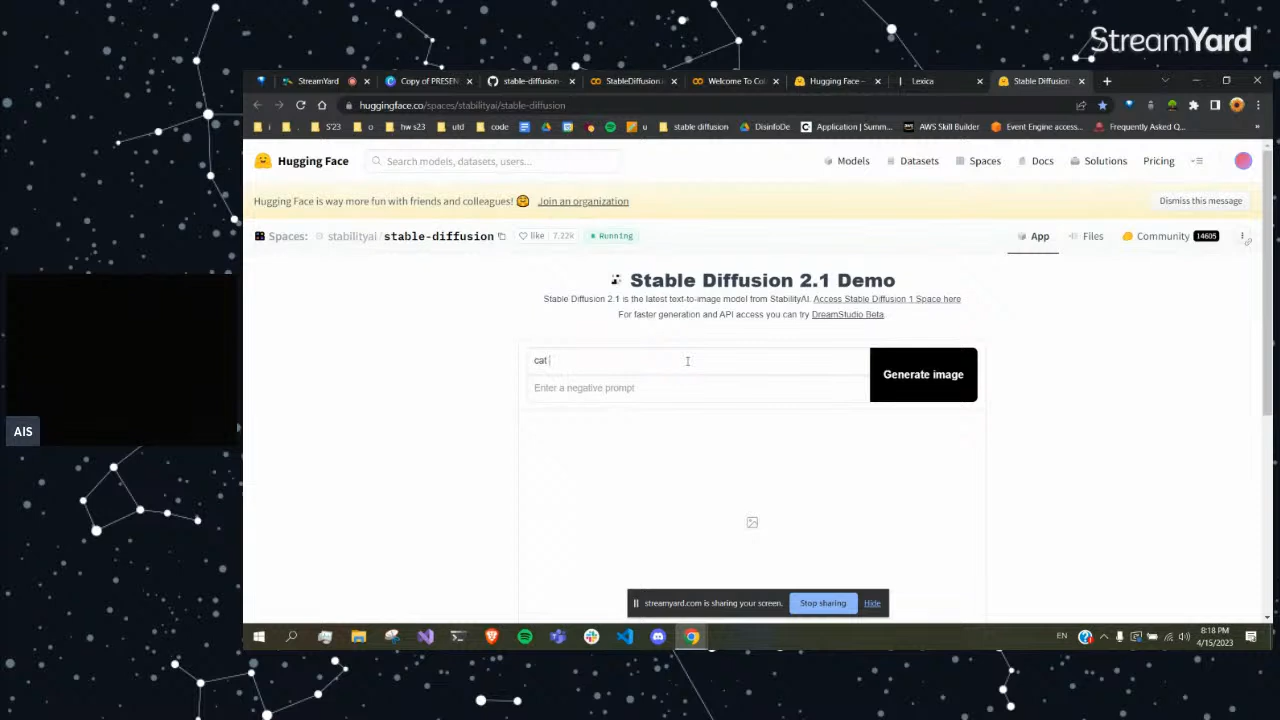 StreamYard
StreamYard
Copy of PRESEN
stable-diffusion
StableDiffusion.
Welcome To Col
Hugging Face –
Lexica
Stable Diffusion
huggingface.co/spaces/stabilityai/stable-diffusion
i
.
S'23
o
hw s23
utd
code
u
stable diffusion
DisinfoDe
Application | Summ...
AWS Skill Builder
Event Engine access...
Frequently Asked Q...
»
Hugging Face
Search models, datasets, users...
Models
Datasets
Spaces
Docs
Solutions
Pricing
Hugging Face is way more fun with friends and colleagues! 🤗 Join an organization
Dismiss this message
Spaces:
stabilityai/stable-diffusion
like 7.22k
Running
App
Files
Community 14605
Stable Diffusion 2.1 Demo
Stable Diffusion 2.1 is the latest text-to-image model from StabilityAI. Access Stable Diffusion 1 Space here
For faster generation and API access you can try DreamStudio Beta.
cat
Generate image
Enter a negative prompt
AIS
streamyard.com is sharing your screen.
Stop sharing
Hide
EN
8:18 PM
4/15/2023